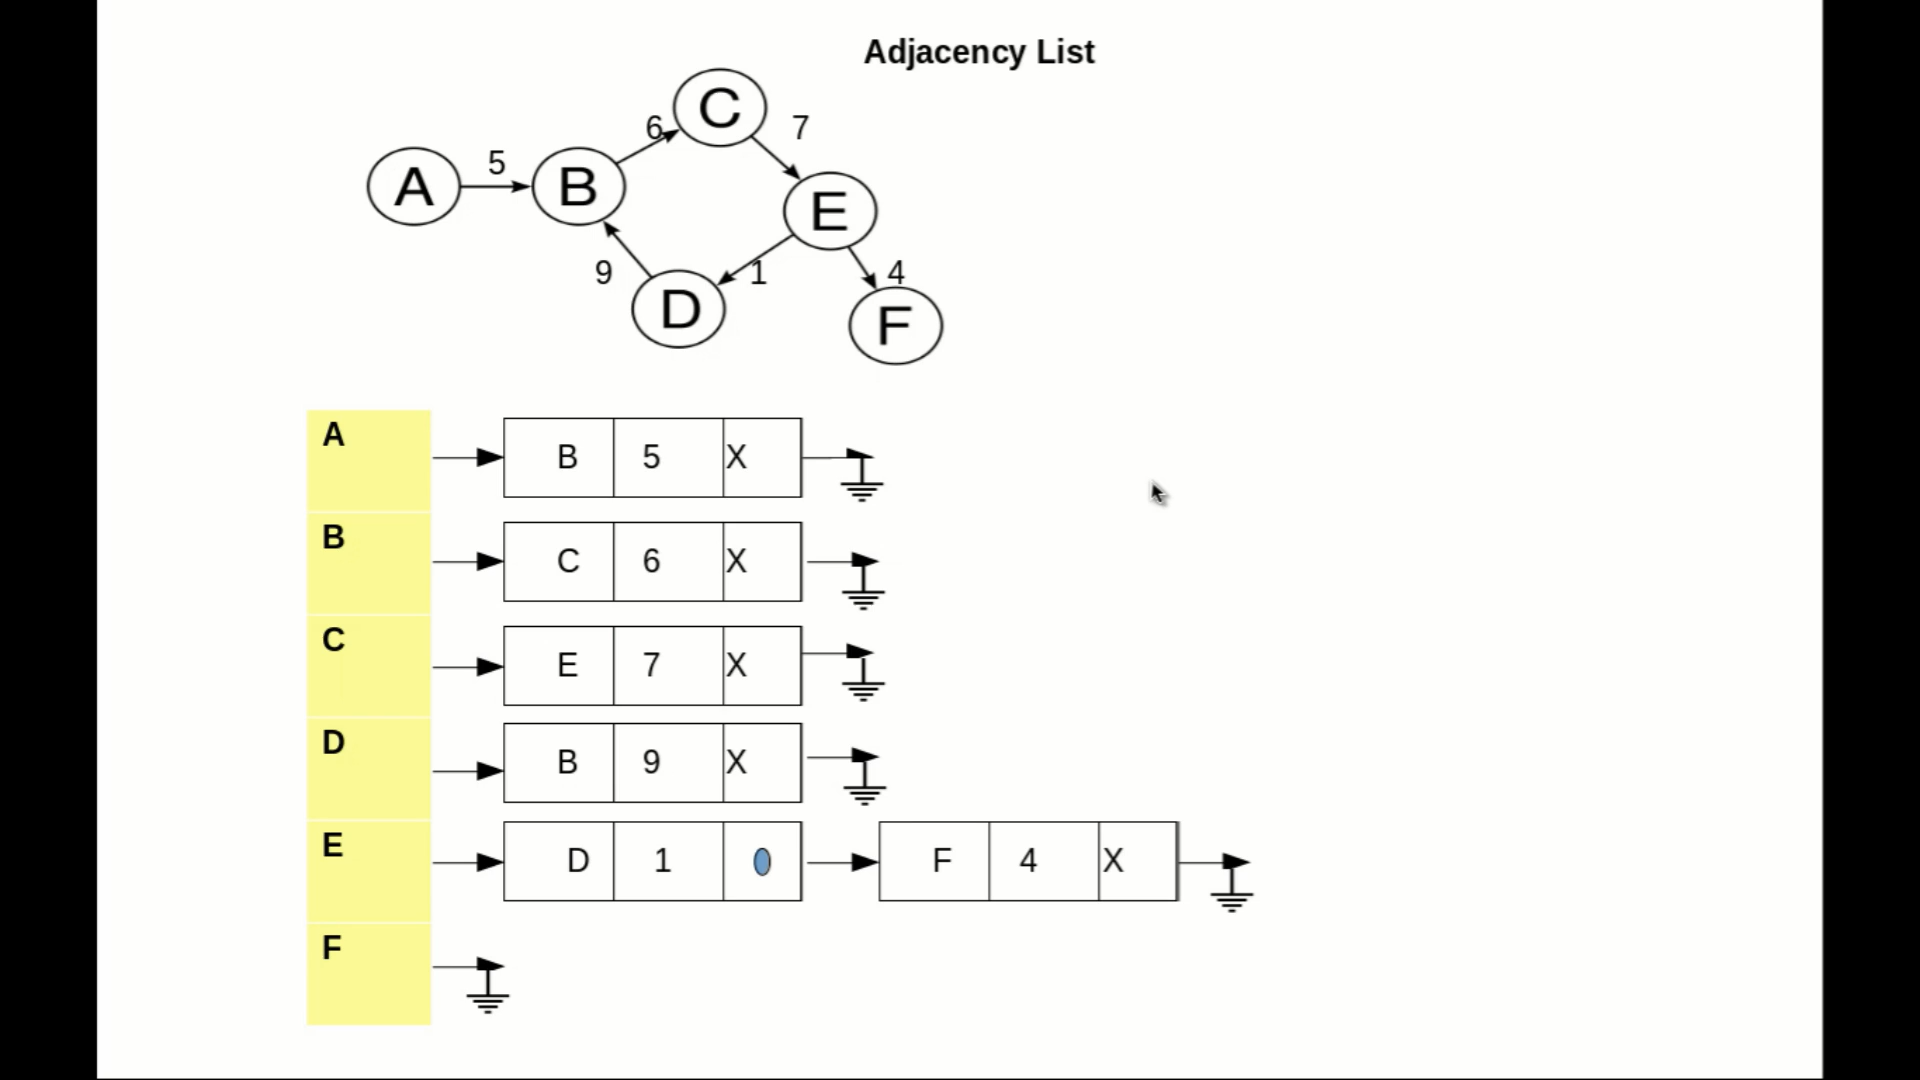 Adjacency List
C
6
7
5
A
B
E
9
1
4
D
F
A
B 5 X
B
C 6 X
C
E 7 X
D
B 9 X
E
D 1
F 4 X
F